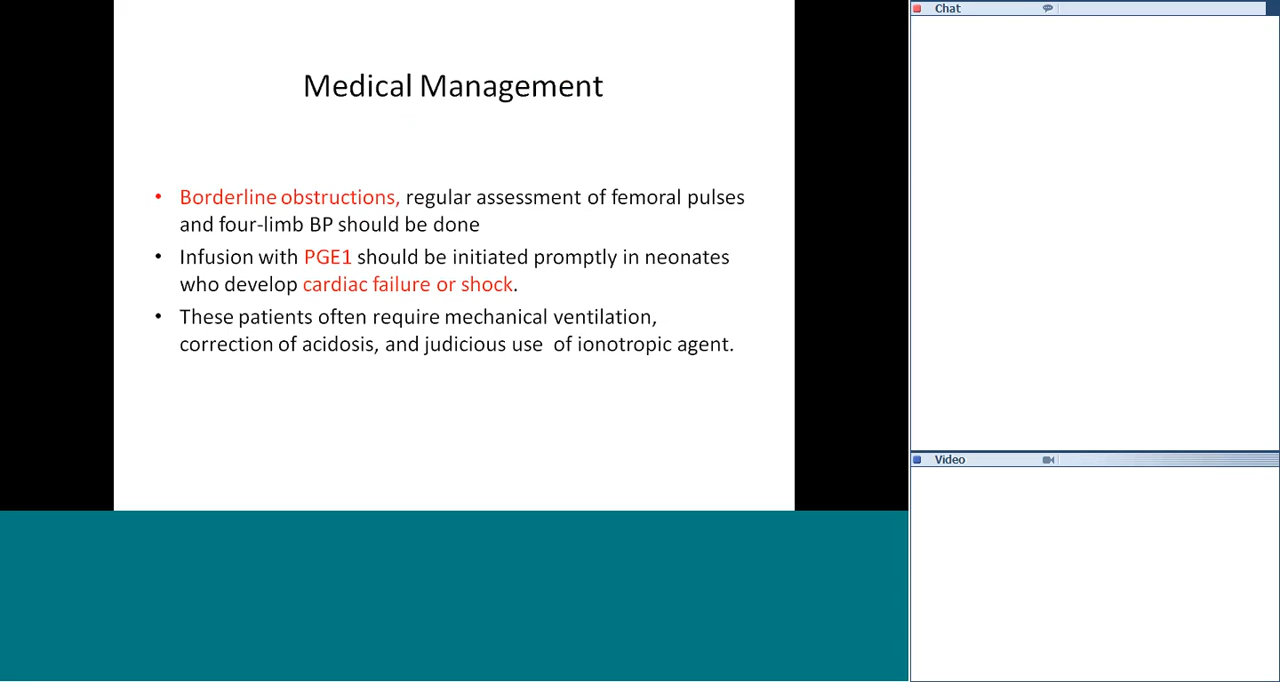 Medical Management
• Borderline obstructions, regular assessment of femoral pulses
and four-limb BP should be done
• Infusion with PGE1 should be initiated promptly in neonates
who develop cardiac failure or shock.
• These patients often require mechanical ventilation,
correction of acidosis, and judicious use  of ionotropic agent.
Chat
Video